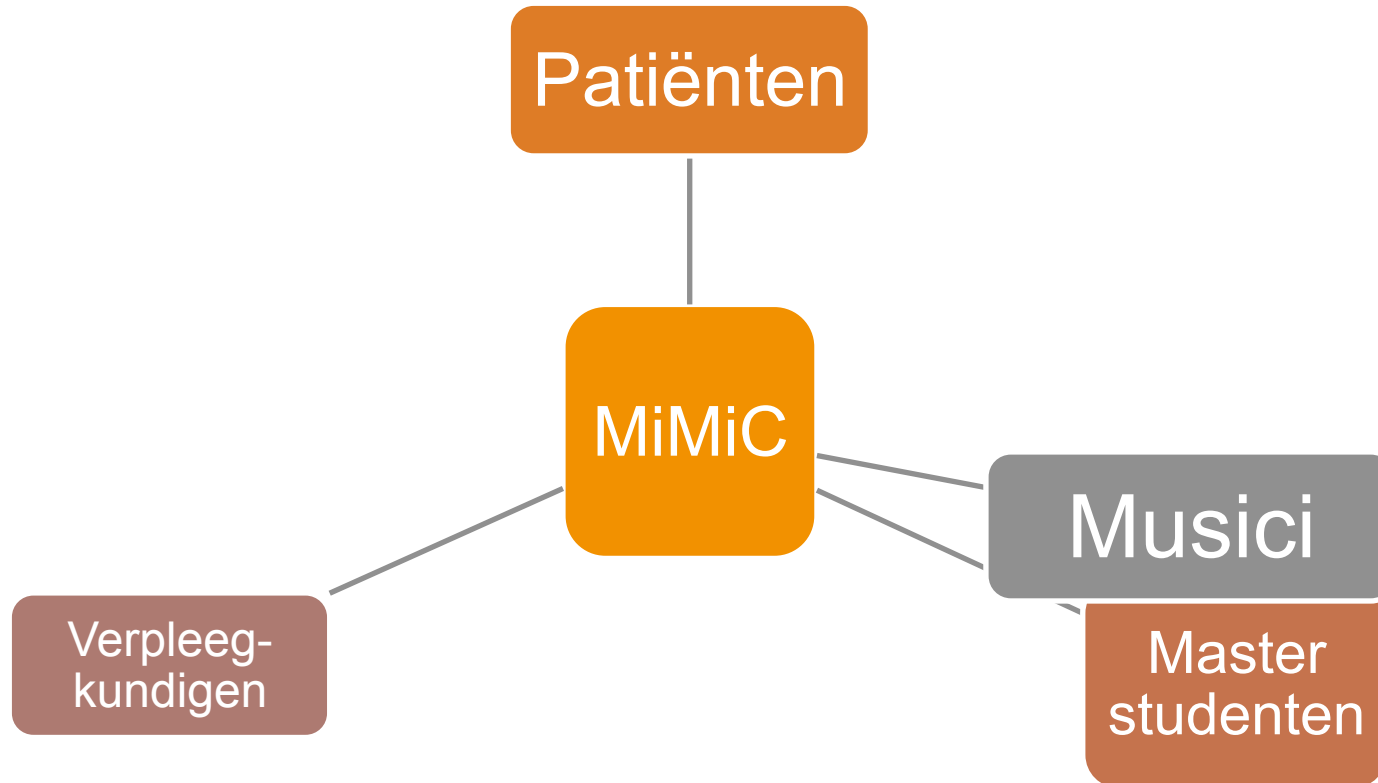 Patiënten
MiMiC
Musici
Verpleeg-
kundigen
Master
studenten